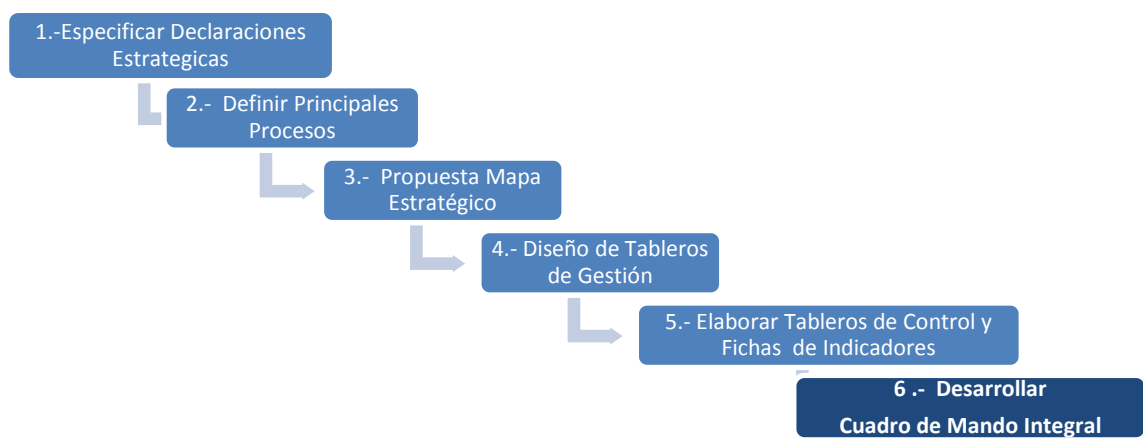 1.-Especificar Declaraciones
Estrategicas
2.- Definir Principales
Procesos
3.- Propuesta Mapa
Estratégico
4.- Diseño de Tableros
de Gestión
5.- Elaborar Tableros de Control y
Fichas de Indicadores
6 .- Desarrollar
Cuadro de Mando Integral